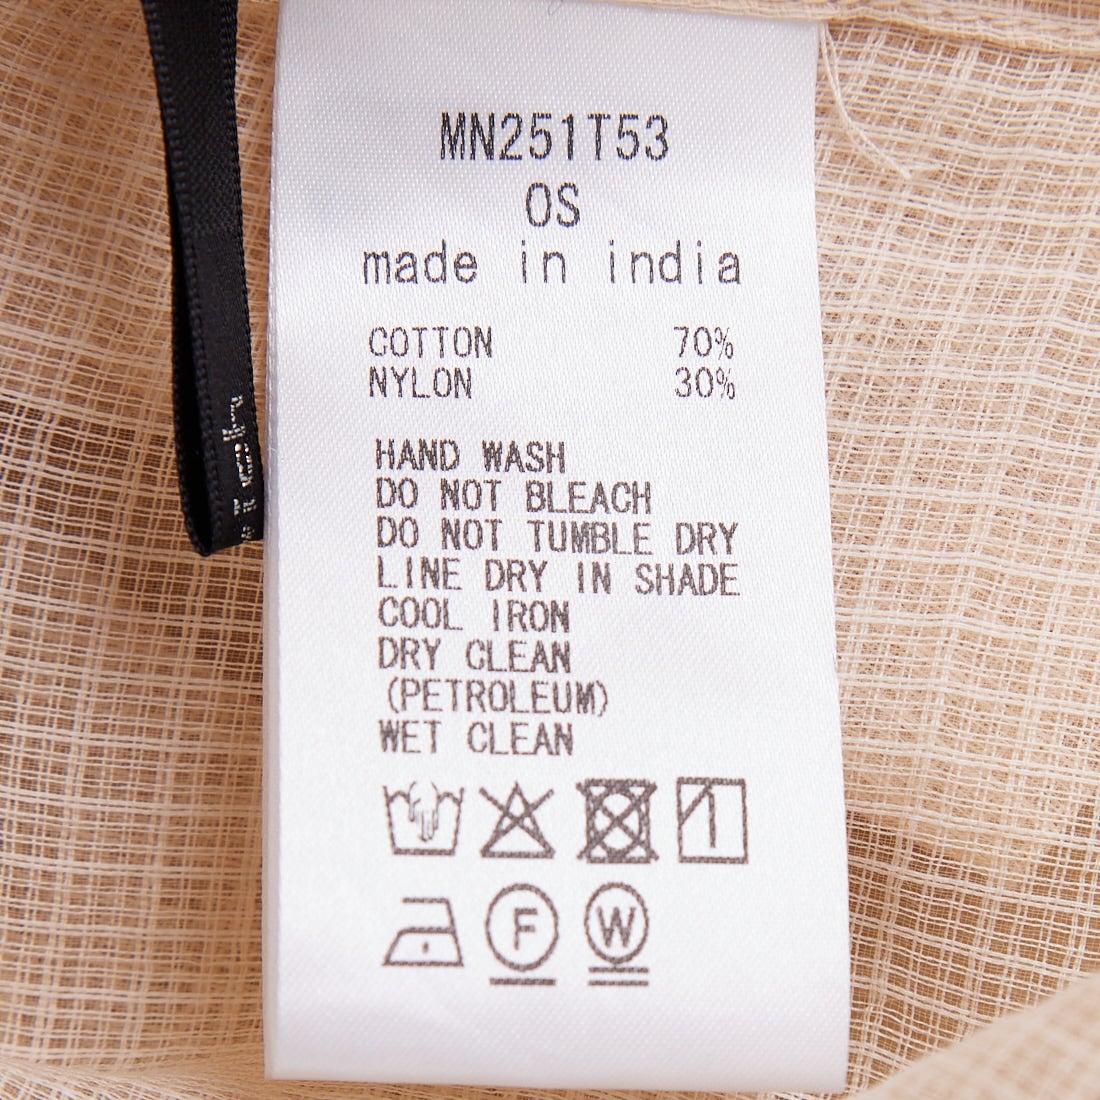 MN251T53
OS
made in india
COTTON 70%
NYLON 30%
HAND WASH
DO NOT BLEACH
DO NOT TUMBLE DRY
LINE DRY IN SHADE
COOL IRON
DRY CLEAN
(PETROLEUM)
WET CLEAN
F W